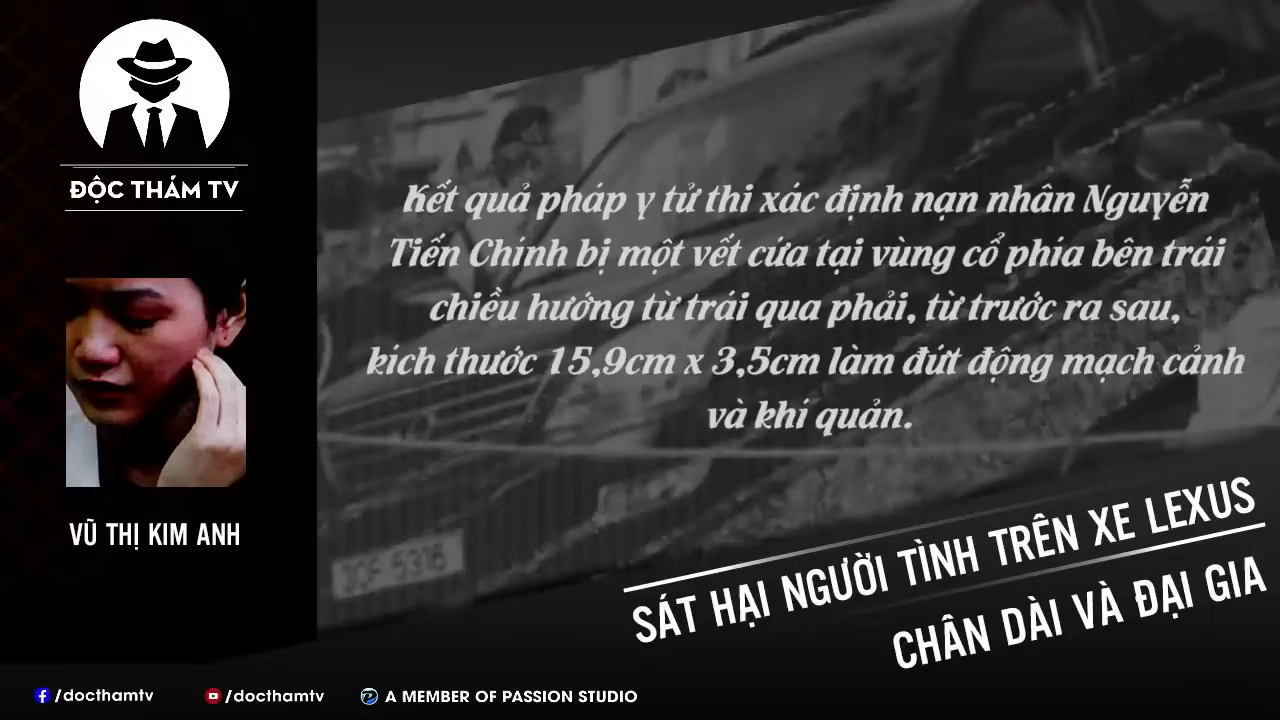 ĐỘC THÁM TV
VŨ THỊ KIM ANH
Kết quả pháp y tử thi xác định nạn nhân Nguyễn
Tiến Chính bị một vết cứa tại vùng cổ phía bên trái
chiều hướng từ trái qua phải, từ trước ra sau,
kích thước 15,9cm x 3,5cm làm đứt động mạch cảnh
và khí quản.
SÁT HẠI NGƯỜI TÌNH TRÊN XE LEXUS
CHÂN DÀI VÀ ĐẠI GIA
/docthamtv
/docthamtv
A MEMBER OF PASSION STUDIO